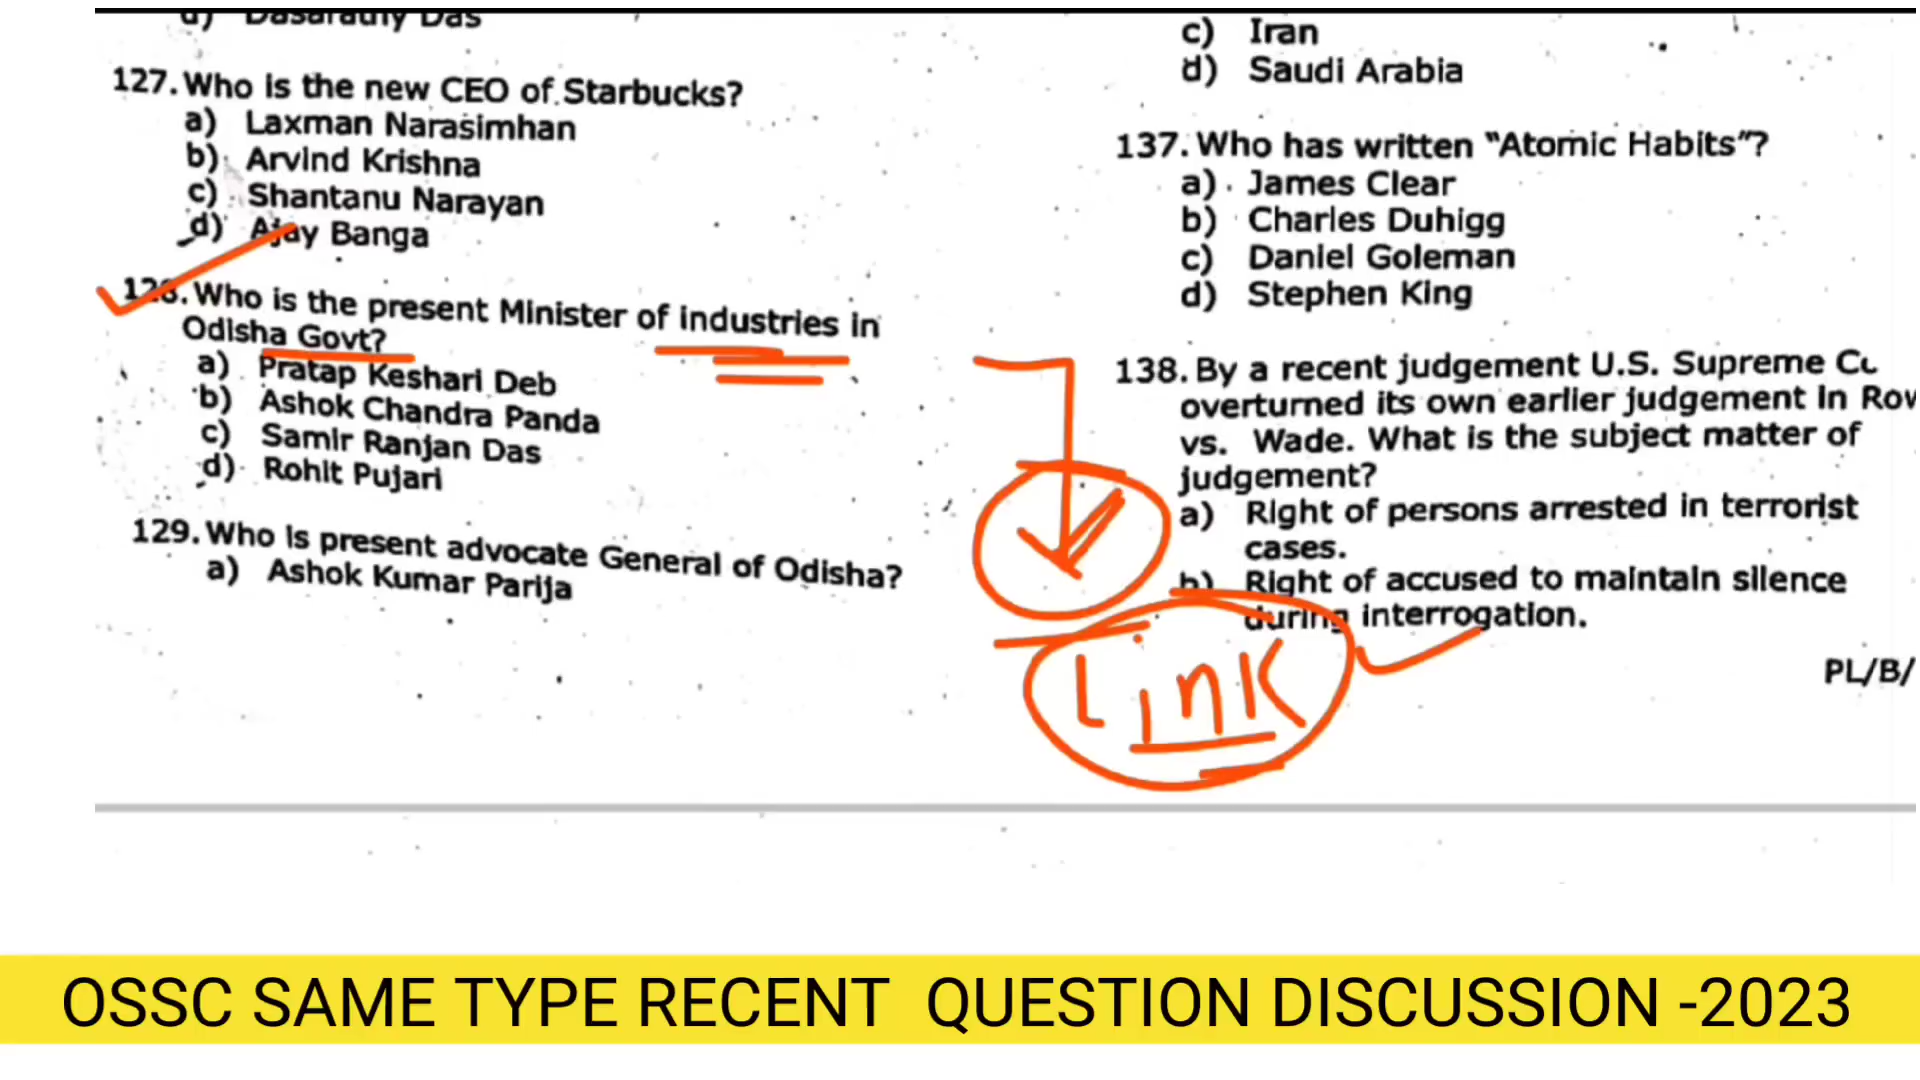 d) Dasarathy Das
127. Who is the new CEO of Starbucks?
a) Laxman Narasimhan
b) Arvind Krishna
c) Shantanu Narayan
d) Ajay Banga
128. Who is the present Minister of industries in
Odisha Govt?
a) Pratap Keshari Deb
b) Ashok Chandra Panda
c) Samir Ranjan Das
d) Rohit Pujari
129. Who is present advocate General of Odisha?
a) Ashok Kumar Parija
c) Iran
d) Saudi Arabia
137. Who has written "Atomic Habits"?
a) James Clear
b) Charles Duhigg
c) Daniel Goleman
d) Stephen King
138. By a recent judgement U.S. Supreme
overturned its own earlier judgement in
vs. Wade. What is the subject matter of
judgement?
a) Right of persons arrested in terrorist
cases.
b) Right of accused to maintain silence
during interrogation.
Link
PL/B/
OSSC SAME TYPE RECENT QUESTION DISCUSSION -2023